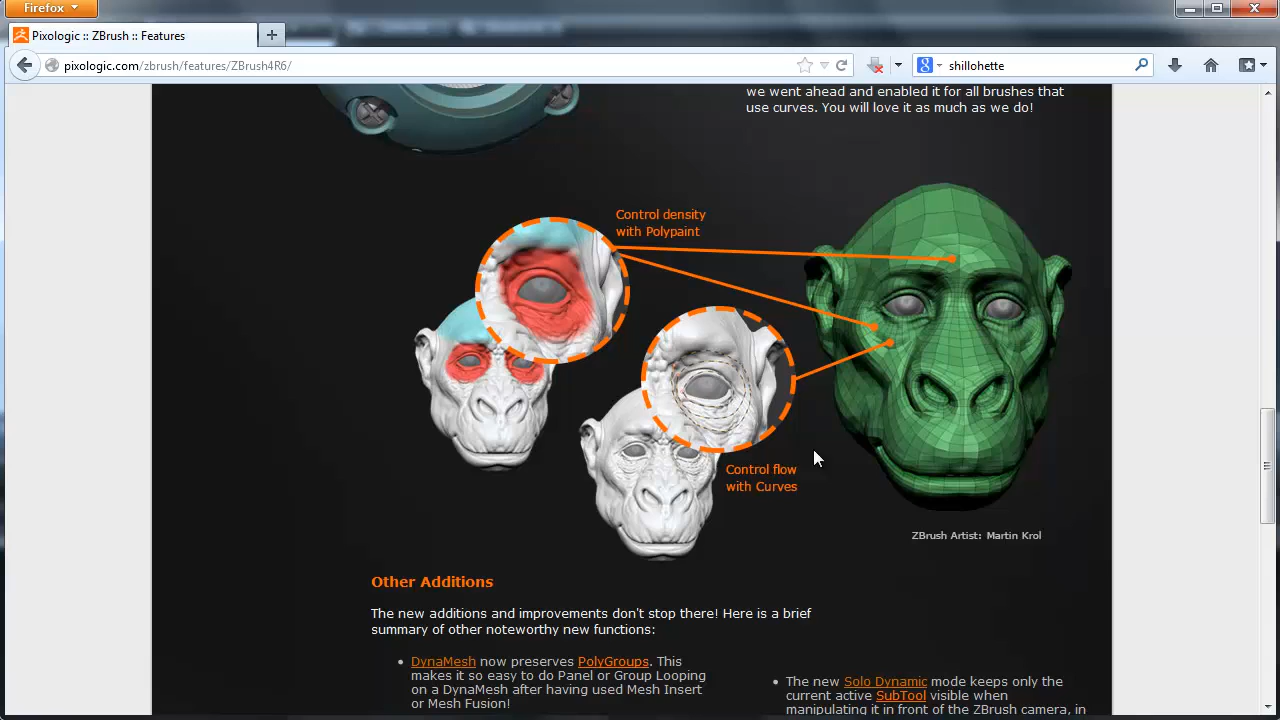 Firefox
Pixologic :: ZBrush :: Features
pixologic.com/zbrush/features/ZBrush4R6/
shillohette
we went ahead and enabled it for all brushes that
use curves. You will love it as much as we do!
Control density
with Polypaint
Control flow
with Curves
ZBrush Artist: Martin Krol
Other Additions
The new additions and improvements don't stop there! Here is a brief
summary of other noteworthy new functions:
• DynaMesh now preserves PolyGroups. This
makes it so easy to do Panel or Group Looping
on a DynaMesh after having used Mesh Insert
or Mesh Fusion!
• The new Solo Dynamic mode keeps only the
current active SubTool visible when
manipulating it in front of the ZBrush camera, in